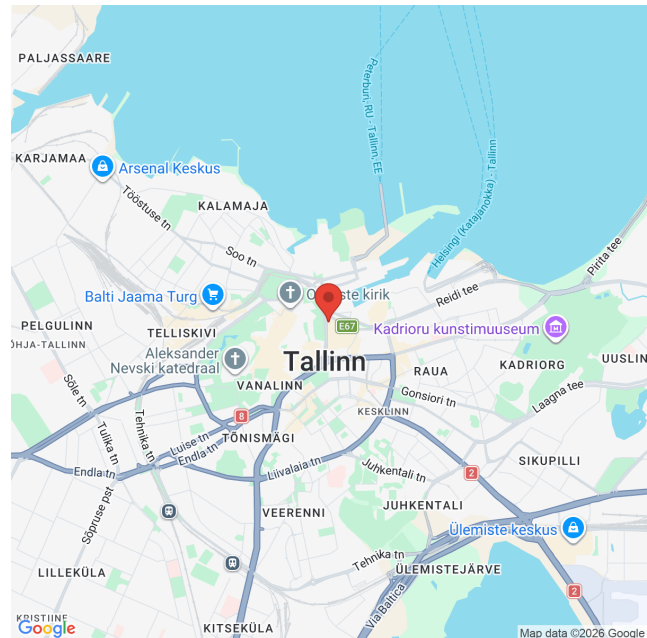 PALJASSAARE
Peterburi, RU - Tallinn, EE
Helsingi (Katajanokka) - Tallinn
KARJAMAA
Arsenal Keskus
Tööstuse tn
KALAMAJA
Soo tn
Pirita tee
Reidi tee
Balti Jaama Turg
kirik
E67
PELGULINN
TELLISKIVI
Kadrioru kunstimuuseum
Aleksander
Nevski katedraal
Tallinn
RAUA
KADRIORG
VANALINN
Gonsiori tn
Laagna tee
KESKLINN
Sõle tn
Tulika tn
Tehnika tn
8
Luise tn
Endla tn
TÕNISMÄGI
Endla tn
Liivalaia tn
Juhkentali tn
2
SIKUPILLI
Sõpruse pst
VEERENNI
JUHKENTALI
Ülemiste keskus
Tehnika tn
LILLEKÜLA
ÜLEMISTEJÄRVE
Via Baltica
2
KRISTIINE
KITSEKÜLA
Google
Map data ©2026 Google